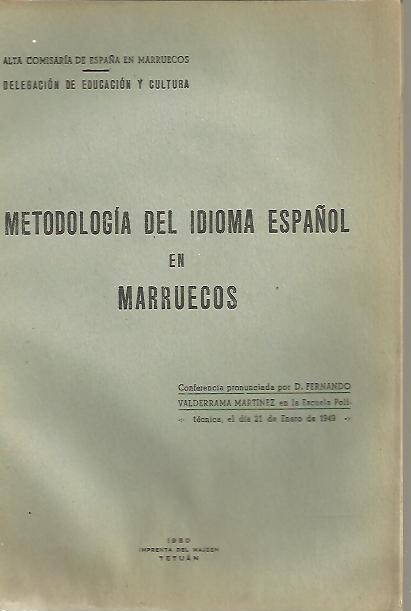 ALTA COMISARÍA DE ESPAÑA EN MARRUECOS
DELEGACIÓN DE EDUCACIÓN Y CULTURA
METODOLOGÍA DEL IDIOMA ESPAÑOL
EN
MARRUECOS
Conferencia pronunciada por D. FERNANDO
VALDERRAMA MARTÍNEZ en la Escuela Poli-
técnica, el día 21 de Enero de 1949
1950
IMPRENTA DEL MAJZEN
TETUÁN